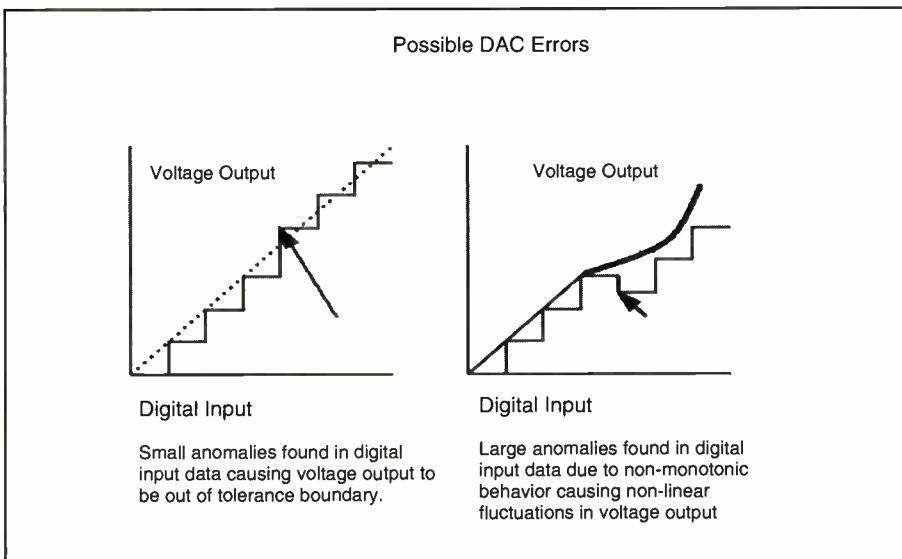 Possible DAC Errors
Voltage Output
Digital Input
Small anomalies found in digital
input data causing voltage output to
be out of tolerance boundary.
Voltage Output
Digital Input
Large anomalies found in digital
input data due to non-monotonic
behavior causing non-linear
fluctuations in voltage output